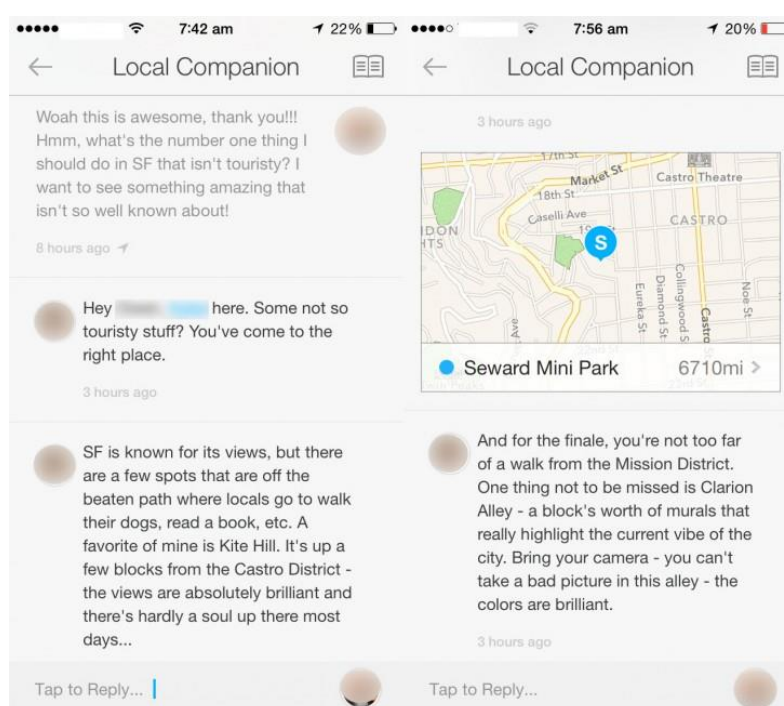 7:42 am
22%
Local Companion
Woah this is awesome, thank you!!!
Hmm, what's the number one thing I
should do in SF that isn't touristy? I
want to see something amazing that
isn't so well known about!
8 hours ago
Hey here. Some not so
touristy stuff? You've come to the
right place.
3 hours ago
SF is known for its views, but there
are a few spots that are off the
beaten path where locals go to walk
their dogs, read a book, etc. A
favorite of mine is Kite Hill. It's up a
few blocks from the Castro District -
the views are absolutely brilliant and
there's hardly a soul up there most
days...
Tap to Reply...
7:56 am
20%
Local Companion
3 hours ago
17th St
Market St
Castro Theatre
18th St
Caselli Ave
CASTRO
S
Eureka St
Diamond St
Collingwood S
Castro
Noe St
Ave
22nd St
Seward Mini Park
6710mi >
And for the finale, you're not too far
of a walk from the Mission District.
One thing not to be missed is Clarion
Alley - a block's worth of murals that
really highlight the current vibe of the
city. Bring your camera - you can't
take a bad picture in this alley - the
colors are brilliant.
3 hours ago
Tap to Reply...